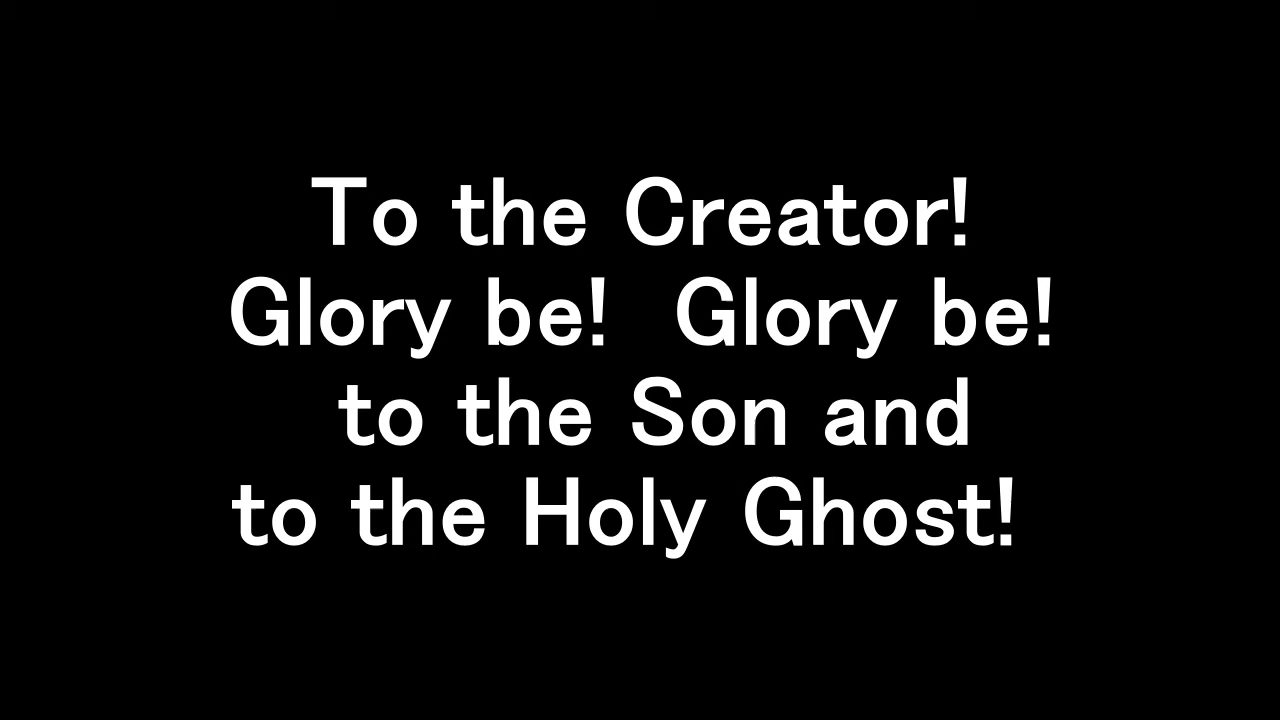 To the Creator!
Glory be!  Glory be!
to the Son and
to the Holy Ghost!